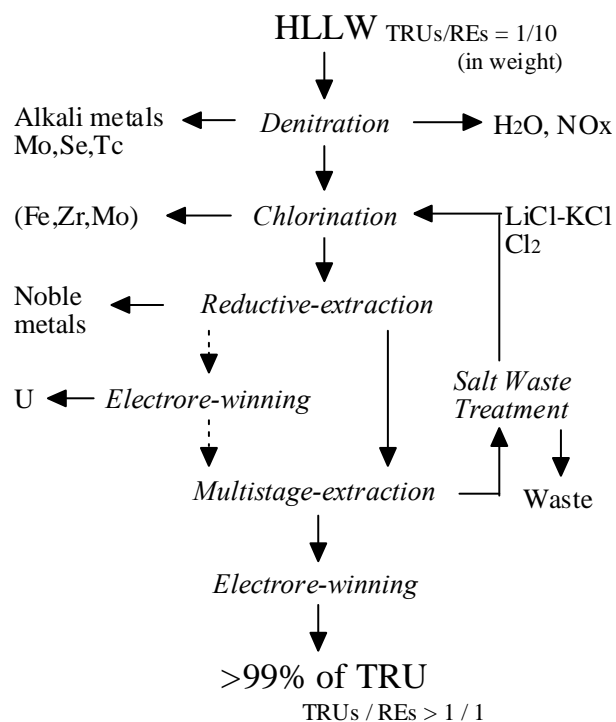 HLLW TRUs/REs = 1/10
(in weight)
Alkali metals
Mo,Se,Tc
Denitration
H2O, NOx
(Fe,Zr,Mo)
Chlorination
LiCl-KCl
Cl2
Noble
metals
Reductive-extraction
U
Electrore-winning
Salt Waste
Treatment
Multistage-extraction
Waste
Electrore-winning
>99% of TRU
TRUs / REs > 1 / 1